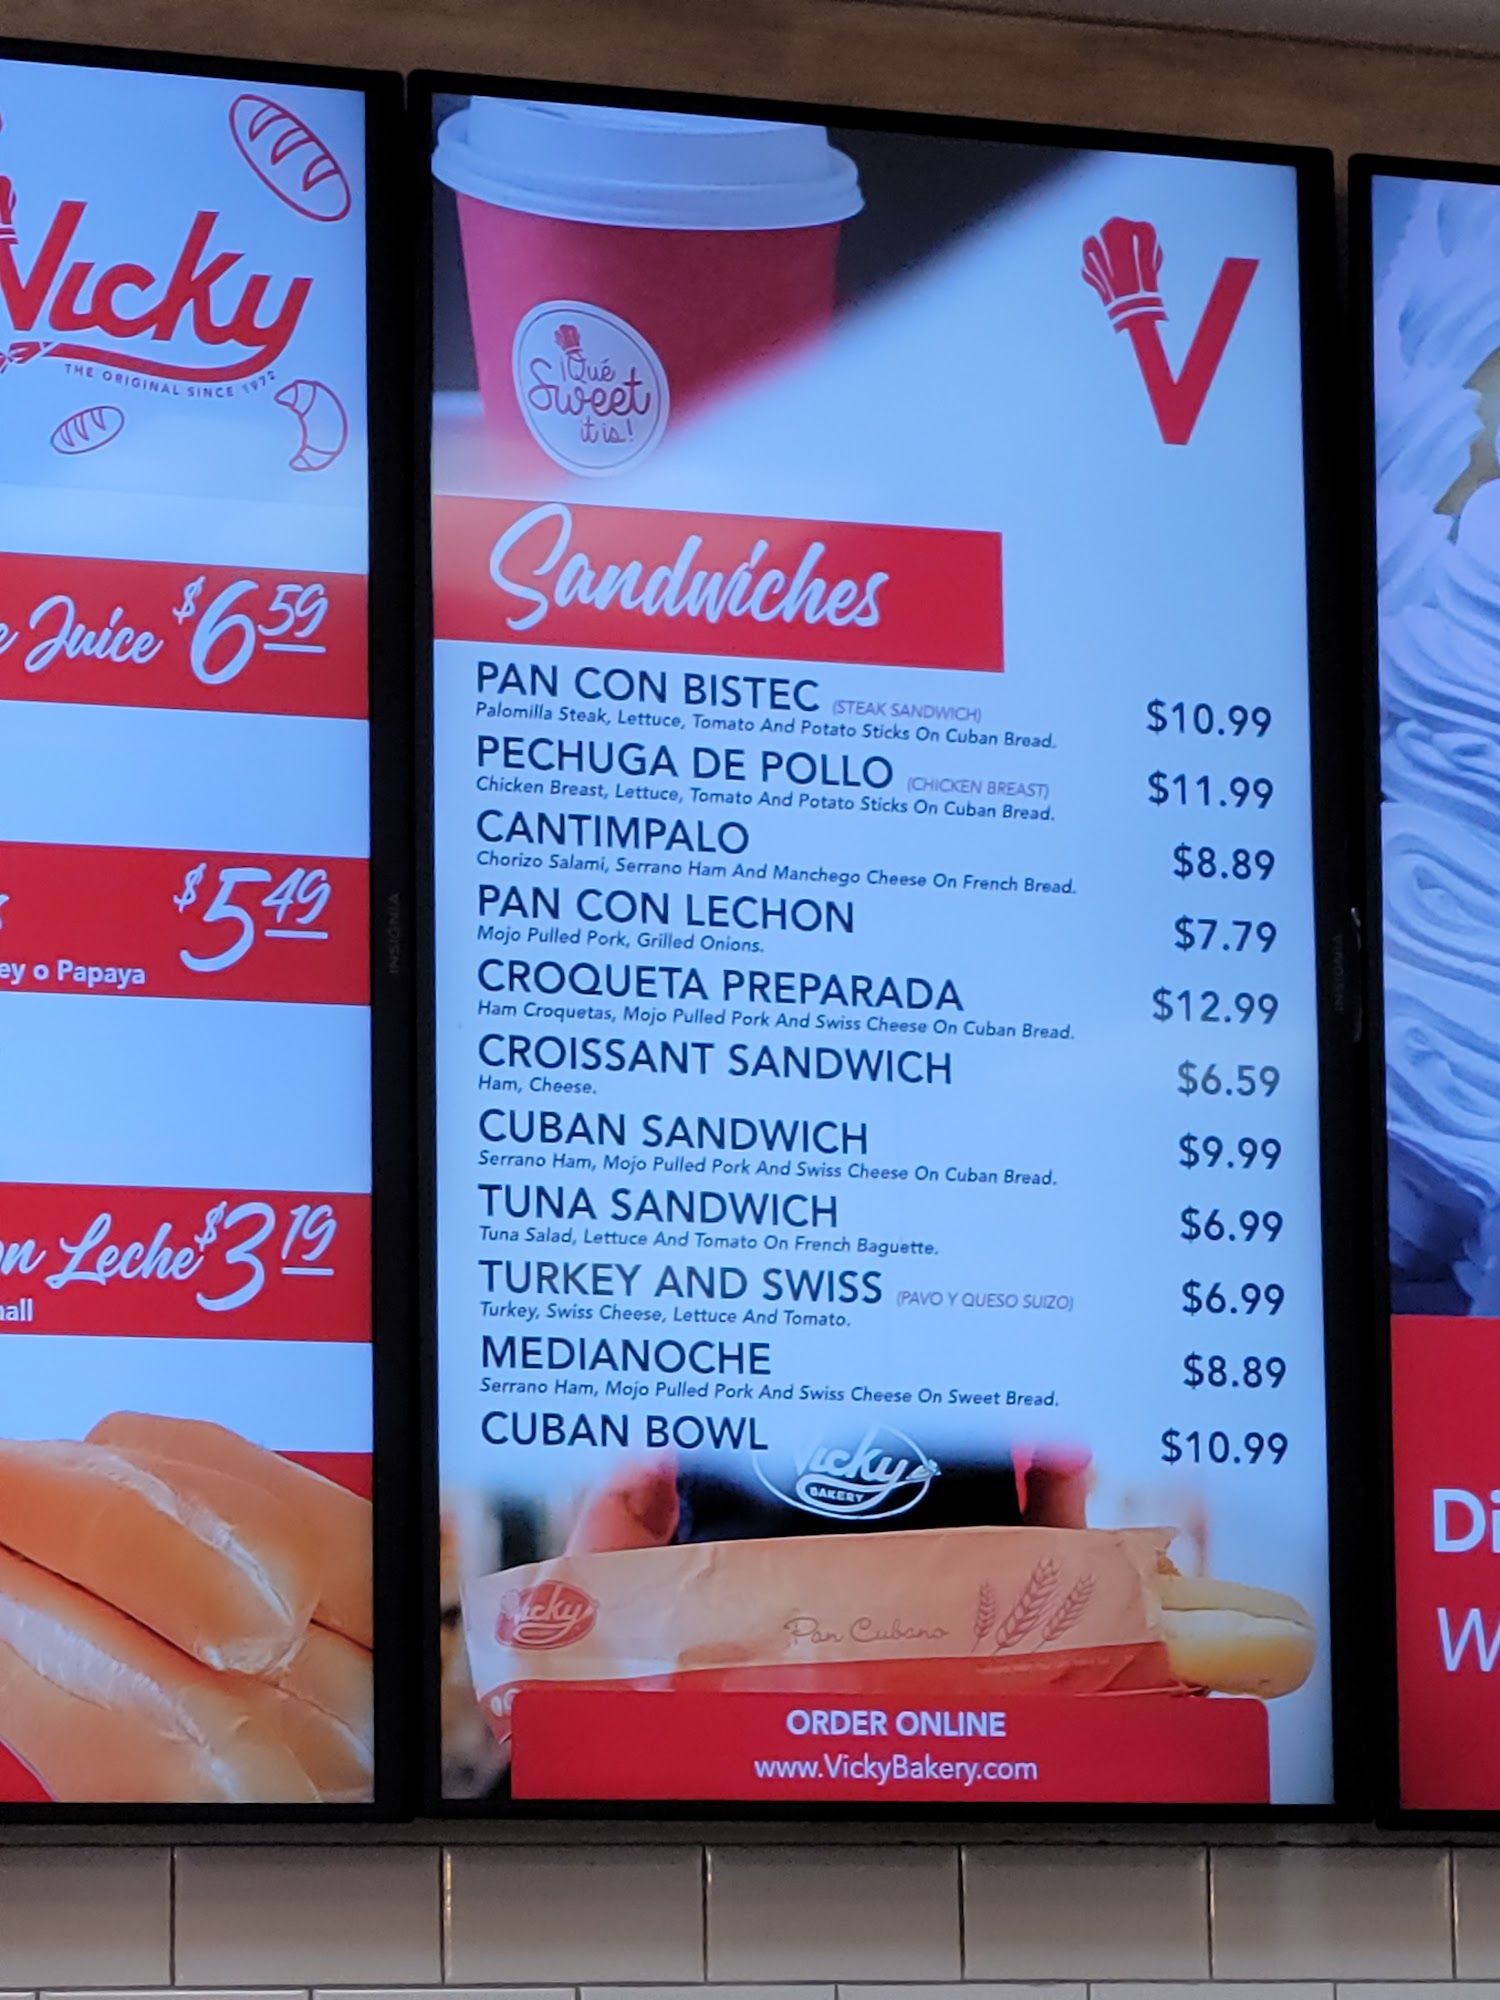 Vicky
THE ORIGINAL SINCE 1972
Juice $6.59
$5.49
o Papaya
Leche $3.19
¡Qué
Sweet
it is!
V
Sandwiches
PAN CON BISTEC (STEAK SANDWICH) $10.99
Palomilla Steak, Lettuce, Tomato And Potato Sticks On Cuban Bread.
PECHUGA DE POLLO (CHICKEN BREAST) $11.99
Chicken Breast, Lettuce, Tomato And Potato Sticks On Cuban Bread.
CANTIMPALO $8.89
Chorizo Salami, Serrano Ham And Manchego Cheese On French Bread.
PAN CON LECHON $7.79
Mojo Pulled Pork, Grilled Onions.
CROQUETA PREPARADA $12.99
Ham Croquetas, Mojo Pulled Pork And Swiss Cheese On Cuban Bread.
CROISSANT SANDWICH $6.59
Ham, Cheese.
CUBAN SANDWICH $9.99
Serrano Ham, Mojo Pulled Pork And Swiss Cheese On Cuban Bread.
TUNA SANDWICH $6.99
Tuna Salad, Lettuce And Tomato On French Baguette.
TURKEY AND SWISS (PAVO Y QUESO SUIZO) $6.99
Turkey, Swiss Cheese, Lettuce And Tomato.
MEDIANOCHE $8.89
Serrano Ham, Mojo Pulled Pork And Swiss Cheese On Sweet Bread.
CUBAN BOWL $10.99
Vicky
BAKERY
Vicky
Pan Cubano
ORDER ONLINE
www.VickyBakery.com
INSIGNIA
INSIGNIA
Di
W